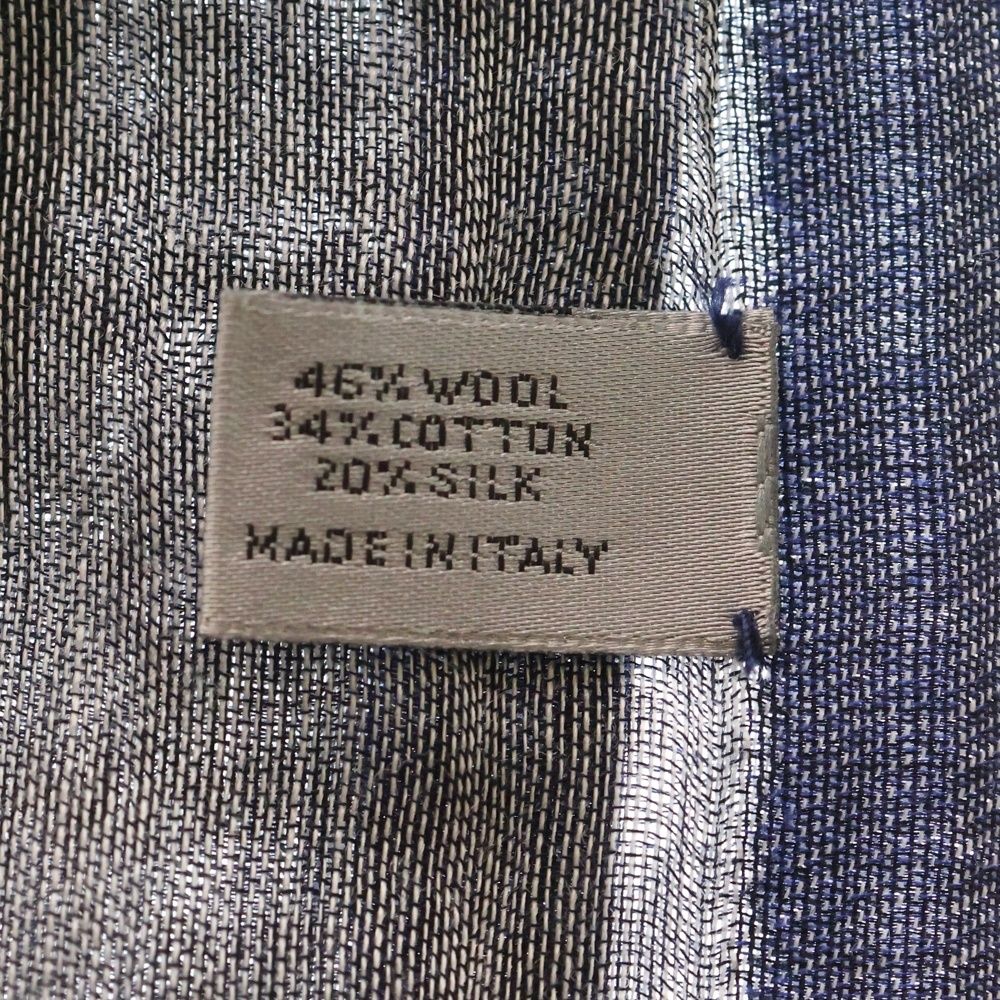 46% WOOL
34% COTTON
20% SILK
MADE IN ITALY